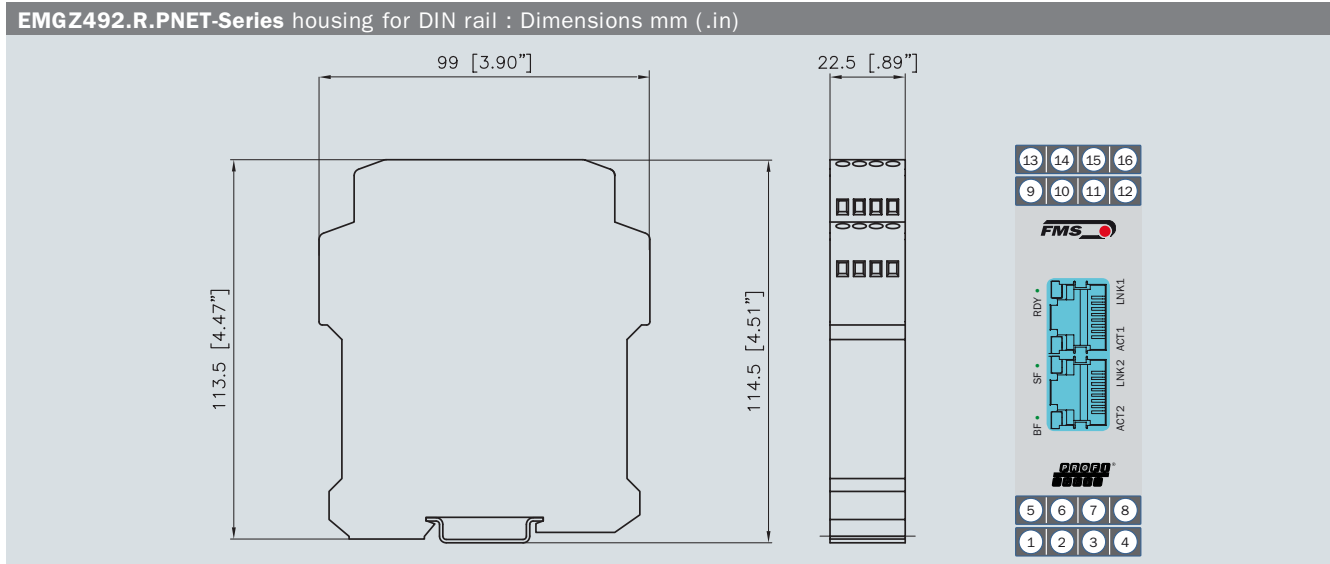 EMGZ492.R.PNET-Series housing for DIN rail : Dimensions mm (.in)
99 [3.90”]
22.5 [.89”]
113.5 [4.47”]
114.5 [4.51”]
13 14 15 16
9 10 11 12
FMS
RDY
LNK1
ACT1
SF
LNK2
BF
ACT2
PROFI®
5 6 7 8
1 2 3 4